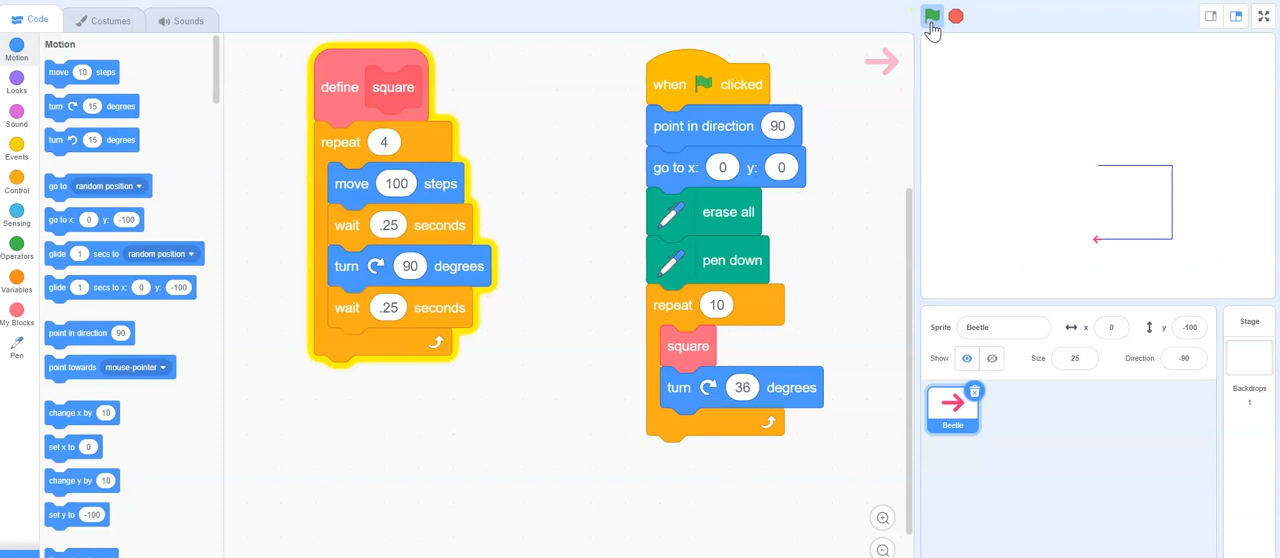 Code Costumes Sounds
Motion
Looks
Sound
Events
Control
Sensing
Operators
Variables
My Blocks
Pen
Motion
move 10 steps
turn 15 degrees
turn 15 degrees
go to random position
go to x: 0 y: -100
glide 1 secs to random position
glide 1 secs to x: 0 y: -100
point in direction 90
point towards mouse-pointer
change x by 10
set x to 0
change y by 10
set y to -100
define square
repeat 4
move 100 steps
wait .25 seconds
turn 90 degrees
wait .25 seconds
when clicked
point in direction 90
go to x: 0 y: 0
erase all
pen down
repeat 10
square
turn 36 degrees
Sprite Beetle x 0 y -100
Show Size 25 Direction -90
Beetle
Stage
Backdrops
1